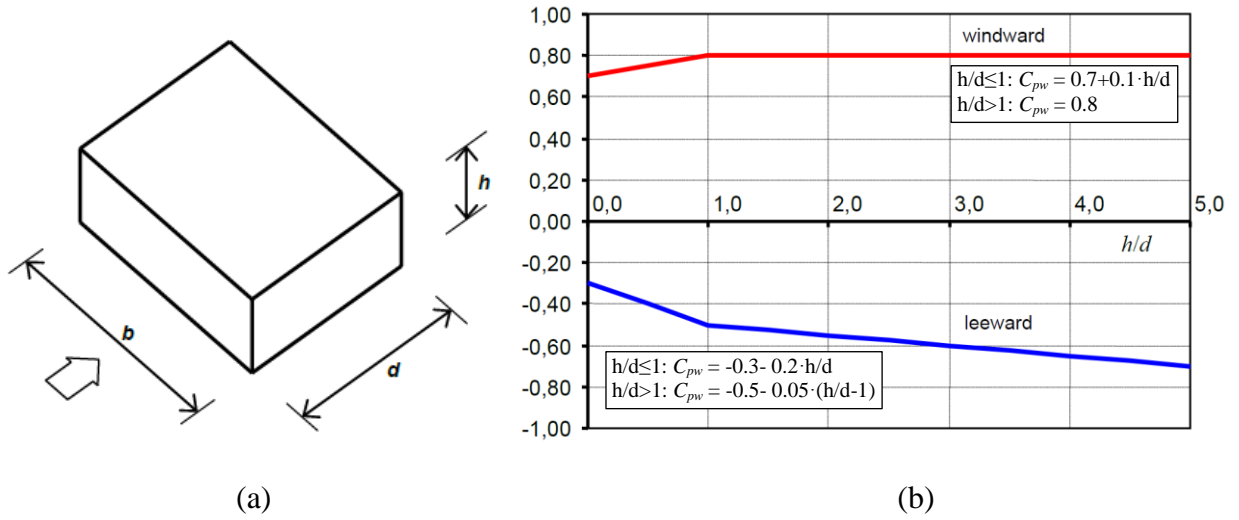 h
b
d
(a)
1,00
0,80
0,60
0,40
0,20
0,00
-0,20
-0,40
-0,60
-0,80
-1,00
windward
h/d≤1: Cpw = 0.7+0.1·h/d
h/d>1: Cpw = 0.8
0,0 1,0 2,0 3,0 4,0 5,0
h/d
leeward
h/d≤1: Cpw = -0.3- 0.2·h/d
h/d>1: Cpw = -0.5- 0.05·(h/d-1)
(b)